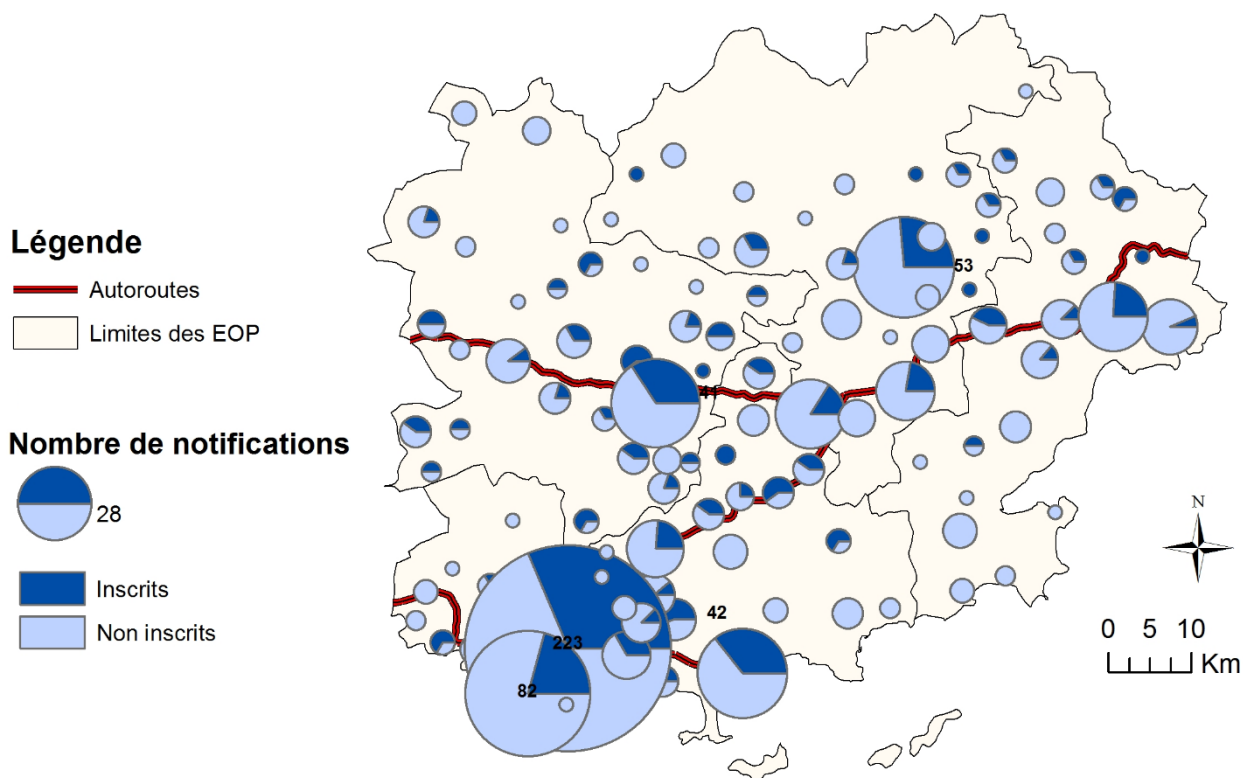 Légende
Autoroutes
Limites des EOP
Nombre de notifications
28
Inscrits
Non inscrits
53
41
42
223
82
N
0 5 10
Km